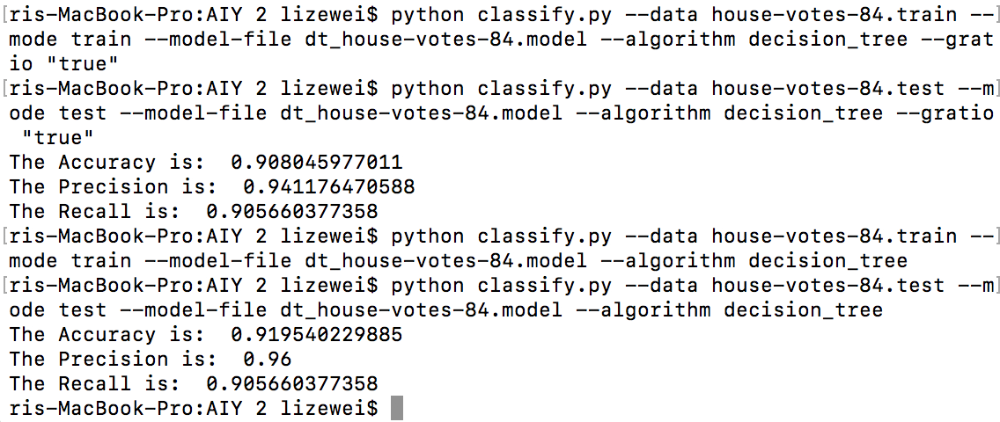 [ris-MacBook-Pro:AIY 2 lizewei$ python classify.py --data house-votes-84.train --]
mode train --model-file dt_house-votes-84.model --algorithm decision_tree --grat
io "true"
[ris-MacBook-Pro:AIY 2 lizewei$ python classify.py --data house-votes-84.test --m]
ode test --model-file dt_house-votes-84.model --algorithm decision_tree --gratio
 "true"
The Accuracy is:  0.908045977011
The Precision is:  0.941176470588
The Recall is:  0.905660377358
[ris-MacBook-Pro:AIY 2 lizewei$ python classify.py --data house-votes-84.train --]
mode train --model-file dt_house-votes-84.model --algorithm decision_tree
[ris-MacBook-Pro:AIY 2 lizewei$ python classify.py --data house-votes-84.test --m]
ode test --model-file dt_house-votes-84.model --algorithm decision_tree
The Accuracy is:  0.919540229885
The Precision is:  0.96
The Recall is:  0.905660377358
ris-MacBook-Pro:AIY 2 lizewei$